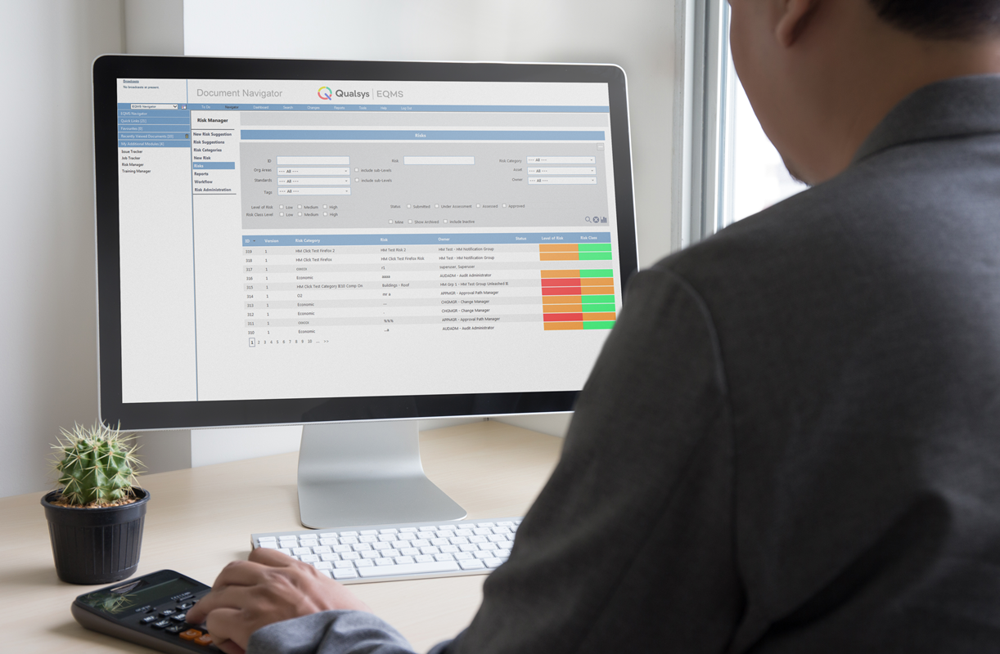 Broadcasts
No broadcasts at present.
Document Navigator
Qualsys | EQMS
EQMS Navigator
To Do Navigator Dashboard Search Changes Reports Tools Help Log Out
EQMS Navigator
Quick Links [31]
Favourites [5]
Recently Viewed Documents [20]
My Additional Modules [4]
Issue Tracker
Job Tracker
Risk Manager
Training Manager
Risk Manager
New Risk Suggestion
Risk Suggestions
Risk Categories
New Risk
Risks
Reports
Workflow
Risk Administration
Risks
ID Risk Risk Category --- All ---
Org Areas --- All --- Include sub-Levels Asset --- All ---
Standards --- All --- Include sub-Levels Owner --- All ---
Tags --- All ---
Level of Risk Low Medium High Status Submitted Under Assessment Assessed Approved
Risk Class Level Low Medium High
Mine Show Archived Include Inactive
ID Version Risk Category Risk Owner Status Level of Risk Risk Class
319 1 HM Click Test Firefox 2 HM Test Risk 2 HM Test - HM Notification Group
318 1 HM Click Test Firefox HM Click Test Firefox Risk HM Test - HM Notification Group
317 1 r1 superuser, Superuser
316 1 Economic aaaa AUDADM - Audit Administrator
315 1 HM Click Test Category IE10 Comp On Buildings - Roof HM Grp 1 - HM Test Group Unleashed IE
314 1 O2 mr a APPMGR - Approval Path Manager
313 1 Economic CHGMGR - Change Manager
312 1 Economic CHGMGR - Change Manager
311 1 APPMGR - Approval Path Manager
310 1 Economic AUDADM - Audit Administrator
1 2 3 4 5 6 7 8 9 10 ... >>